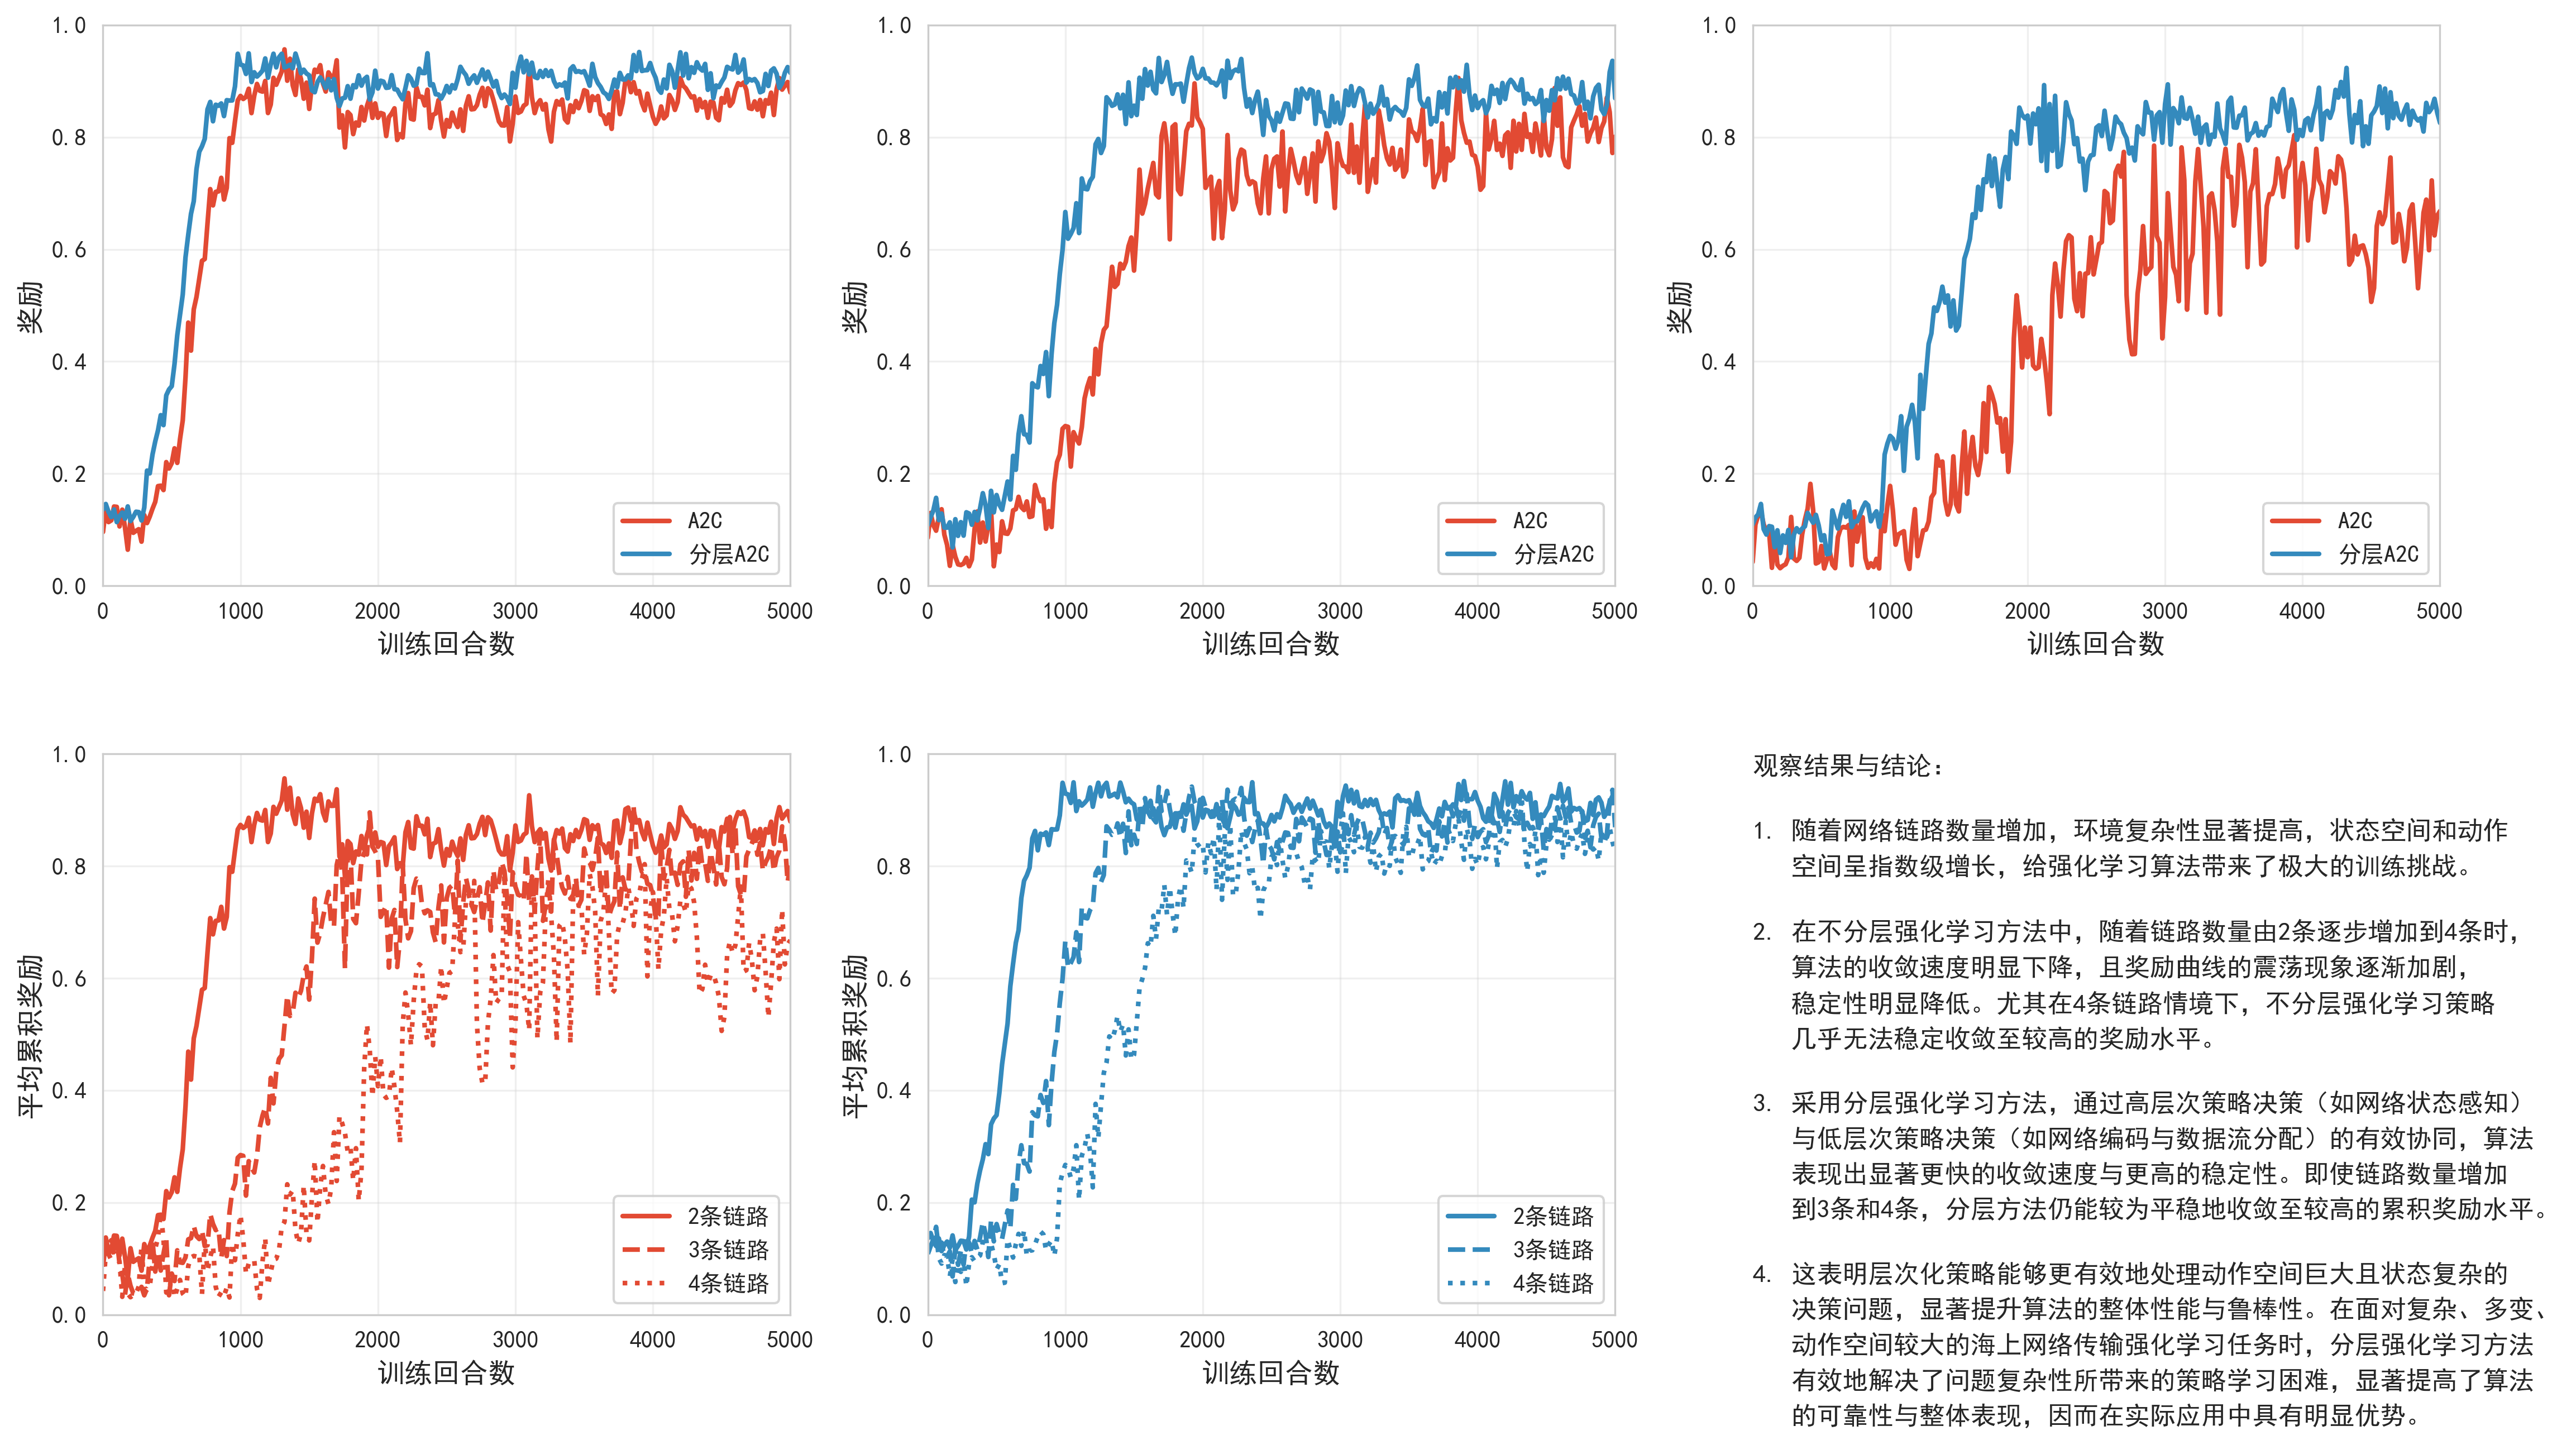 1.0
0.8
0.6
0.4
0.2
0.0
奖励
0
1000
2000
3000
4000
5000
训练回合数
A2C
分层A2C
1.0
0.8
0.6
0.4
0.2
0.0
奖励
0
1000
2000
3000
4000
5000
训练回合数
A2C
分层A2C
1.0
0.8
0.6
0.4
0.2
0.0
奖励
0
1000
2000
3000
4000
5000
训练回合数
A2C
分层A2C
1.0
0.8
0.6
0.4
0.2
0.0
平均累积奖励
0
1000
2000
3000
4000
5000
训练回合数
2条链路
3条链路
4条链路
1.0
0.8
0.6
0.4
0.2
0.0
平均累积奖励
0
1000
2000
3000
4000
5000
训练回合数
2条链路
3条链路
4条链路
观察结果与结论：
1. 随着网络链路数量增加，环境复杂性显著提高，状态空间和动作
空间呈指数级增长，给强化学习算法带来了极大的训练挑战。
2. 在不分层强化学习方法中，随着链路数量由2条逐步增加到4条时，
算法的收敛速度明显下降，且奖励曲线的震荡现象逐渐加剧，
稳定性明显降低。尤其在4条链路情境下，不分层强化学习策略
几乎无法稳定收敛至较高的奖励水平。
3. 采用分层强化学习方法，通过高层次策略决策（如网络状态感知）
与低层次策略决策（如网络编码与数据流分配）的有效协同，算法
表现出显著更快的收敛速度与更高的稳定性。即使链路数量增加
到3条和4条，分层方法仍能较为平稳地收敛至较高的累积奖励水平。
4. 这表明层次化策略能够更有效地处理动作空间巨大且状态复杂的
决策问题，显著提升算法的整体性能与鲁棒性。在面对复杂、多变、
动作空间较大的海上网络传输强化学习任务时，分层强化学习方法
有效地解决了问题复杂性所带来的策略学习困难，显著提高了算法
的可靠性与整体表现，因而在实际应用中具有明显优势。